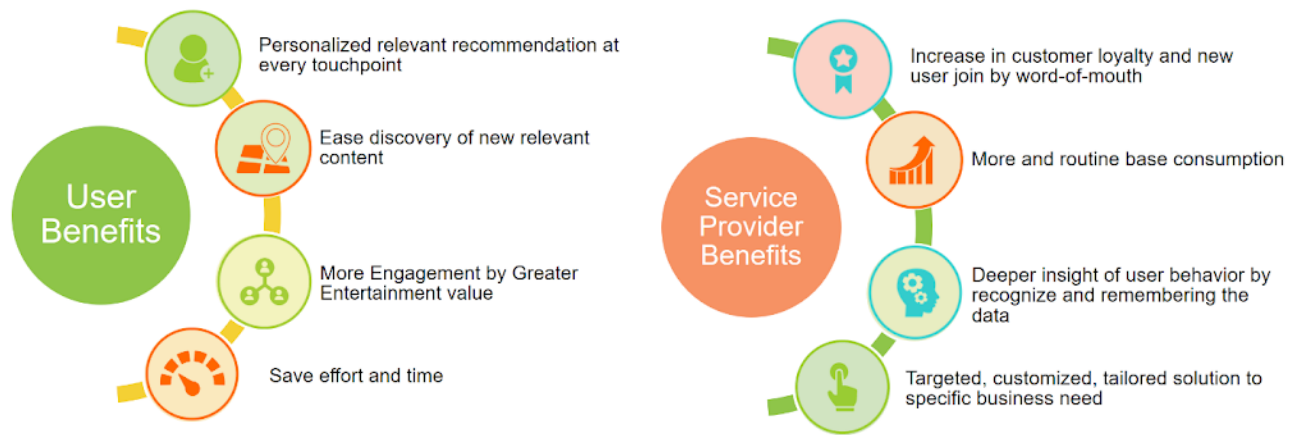 User
Benefits
Personalized relevant recommendation at
every touchpoint
Ease discovery of new relevant
content
More Engagement by Greater
Entertainment value
Save effort and time
Service
Provider
Benefits
Increase in customer loyalty and new
user join by word-of-mouth
More and routine base consumption
Deeper insight of user behavior by
recognize and remembering the
data
Targeted, customized, tailored solution to
specific business need